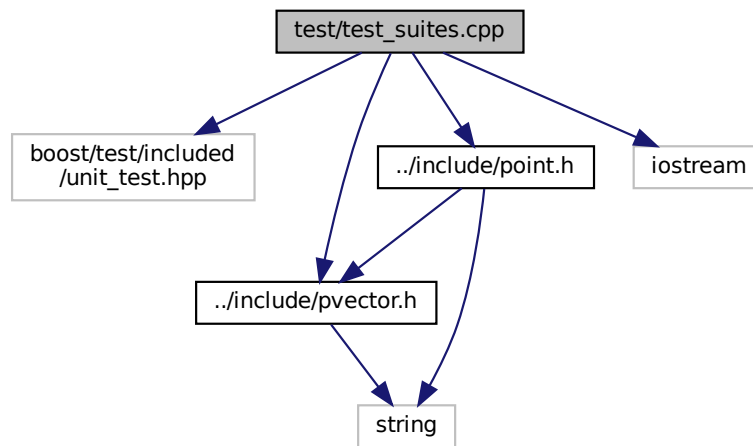 test/test_suites.cpp
boost/test/included
/unit_test.hpp
../include/point.h
iostream
../include/pvector.h
string